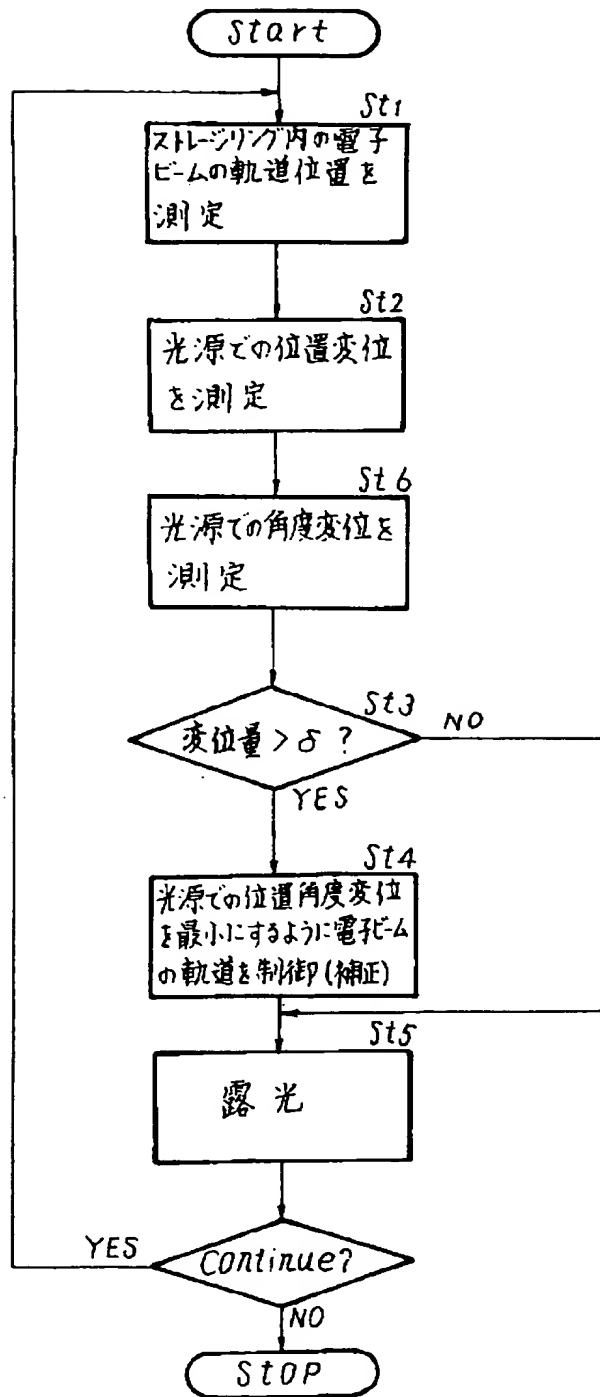 Start
St1
ストレージリング内の電子
ビームの軌道位置を
測定
St2
光源での位置変位
を測定
St6
光源での角度変位を
測定
St3
変位量>δ?
NO
YES
St4
光源での位置角度変位
を最小にするように電子ビーム
の軌道を制御(補正)
St5
露光
YES
Continue?
NO
StOP